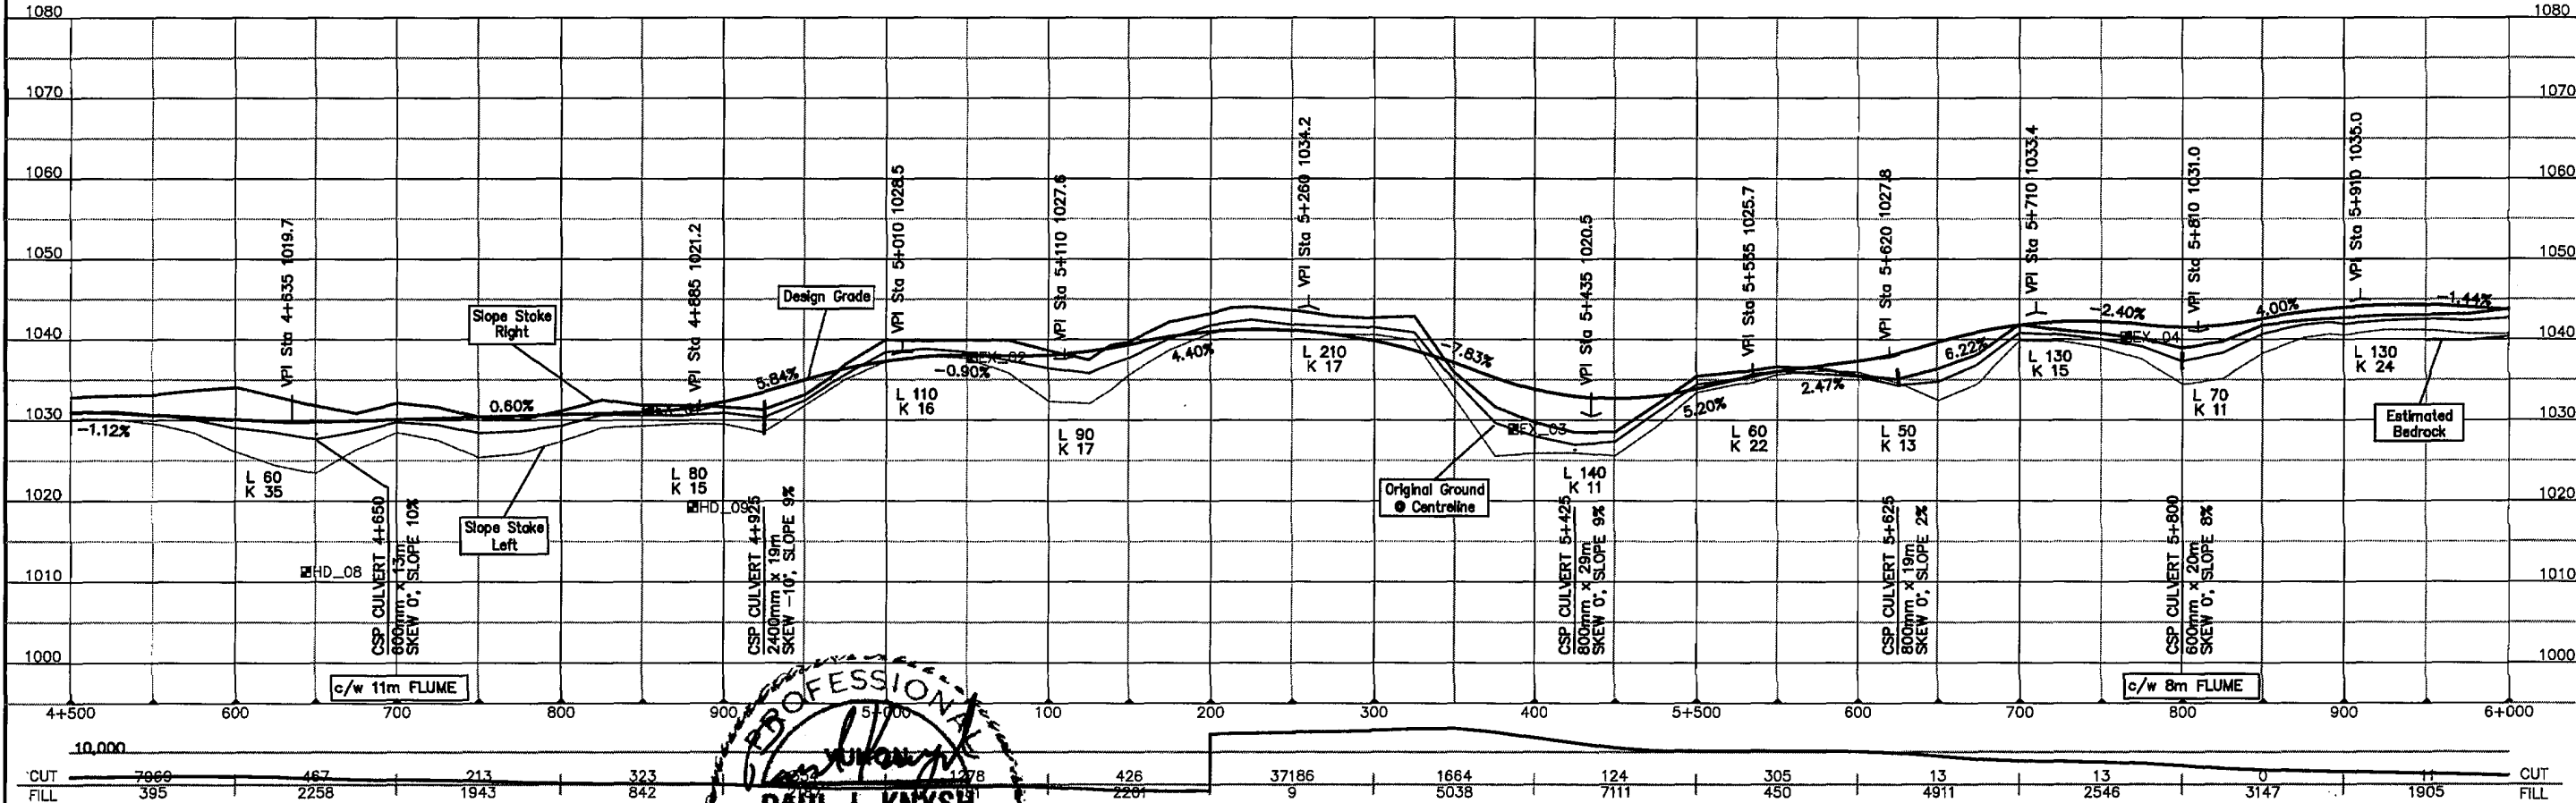 1080
1080
1070
1070
1060
1060
1050
1050
1040
1040
1030
1030
1020
1020
1010
1010
1000
1000
VPI Sta 4+635 1019.7
VPI Sta 4+885 1021.2
VPI Sta 5+010 1028.5
VPI Sta 5+110 1027.6
VPI Sta 5+260 1034.2
VPI Sta 5+435 1020.5
VPI Sta 5+535 1025.7
VPI Sta 5+620 1027.8
VPI Sta 5+710 1033.4
VPI Sta 5+810 1031.0
VPI Sta 5+910 1035.0
Slope Stake
Right
Design Grade
Slope Stake
Left
Original Ground
@ Centreline
Estimated
Bedrock
-1.12%
0.60%
5.84%
-0.90%
4.40%
-7.83%
5.20%
2.47%
6.22%
-2.40%
4.00%
-1.44%
L 60
K 35
L 80
K 15
L 110
K 16
L 90
K 17
L 210
K 17
L 140
K 11
L 60
K 22
L 50
K 13
L 130
K 15
L 70
K 11
L 130
K 24
HD_08
HD_09
EX_02
EX_03
EX_04
CSP CULVERT 4+650
600mm x 13m
SKEW 0°, SLOPE 10%
CSP CULVERT 4+925
2400mm x 19m
SKEW -10°, SLOPE 9%
CSP CULVERT 5+425
800mm x 29m
SKEW 0°, SLOPE 9%
CSP CULVERT 5+625
800mm x 19m
SKEW 0°, SLOPE 2%
CSP CULVERT 5+800
600mm x 20m
SKEW 0°, SLOPE 8%
c/w 11m FLUME
c/w 8m FLUME
4+500 600 700 800 900 5+000 100 200 300 400 5+500 600 700 800 900 6+000
PROFESSIONAL
YUKON
PAUL J. KNYSH
10,000
CUT 7969 467 213 323 1278 426 37186 1664 124 305 13 13 0 11 CUT
FILL 395 2258 1943 842 2201 9 5038 7111 450 4911 2546 3147 1905 FILL